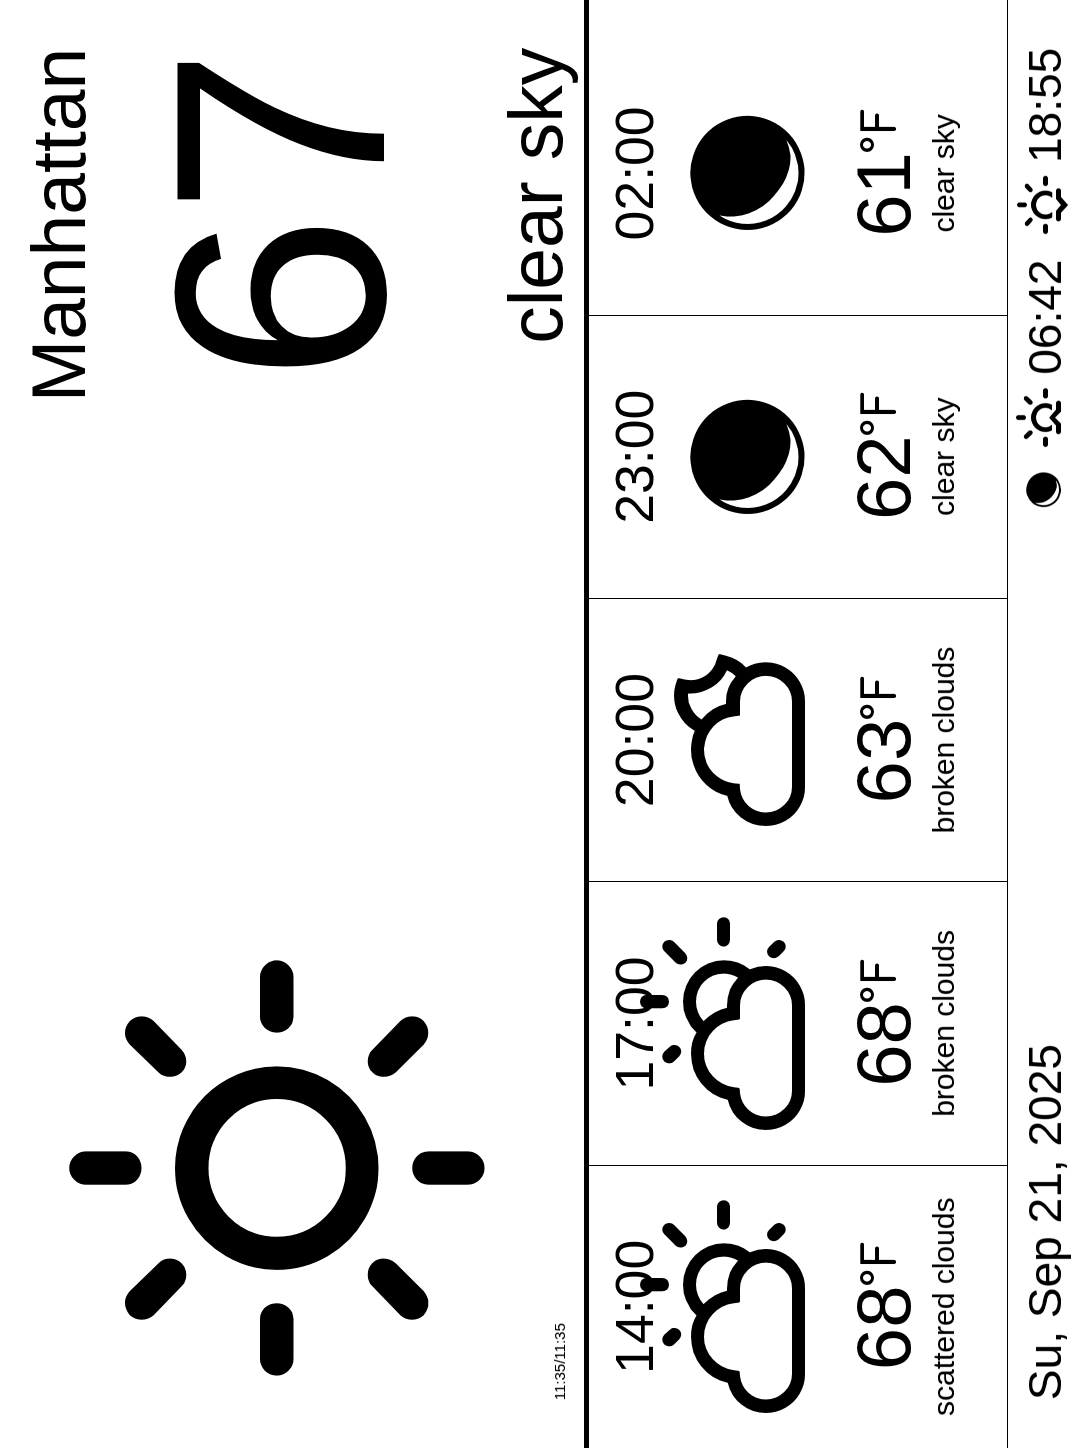 Manhattan
67
clear sky
11:35/11:35
14:00
68°F
scattered clouds
17:00
68°F
broken clouds
20:00
63°F
broken clouds
23:00
62°F
clear sky
02:00
61°F
clear sky
Su, Sep 21, 2025
06:42 18:55